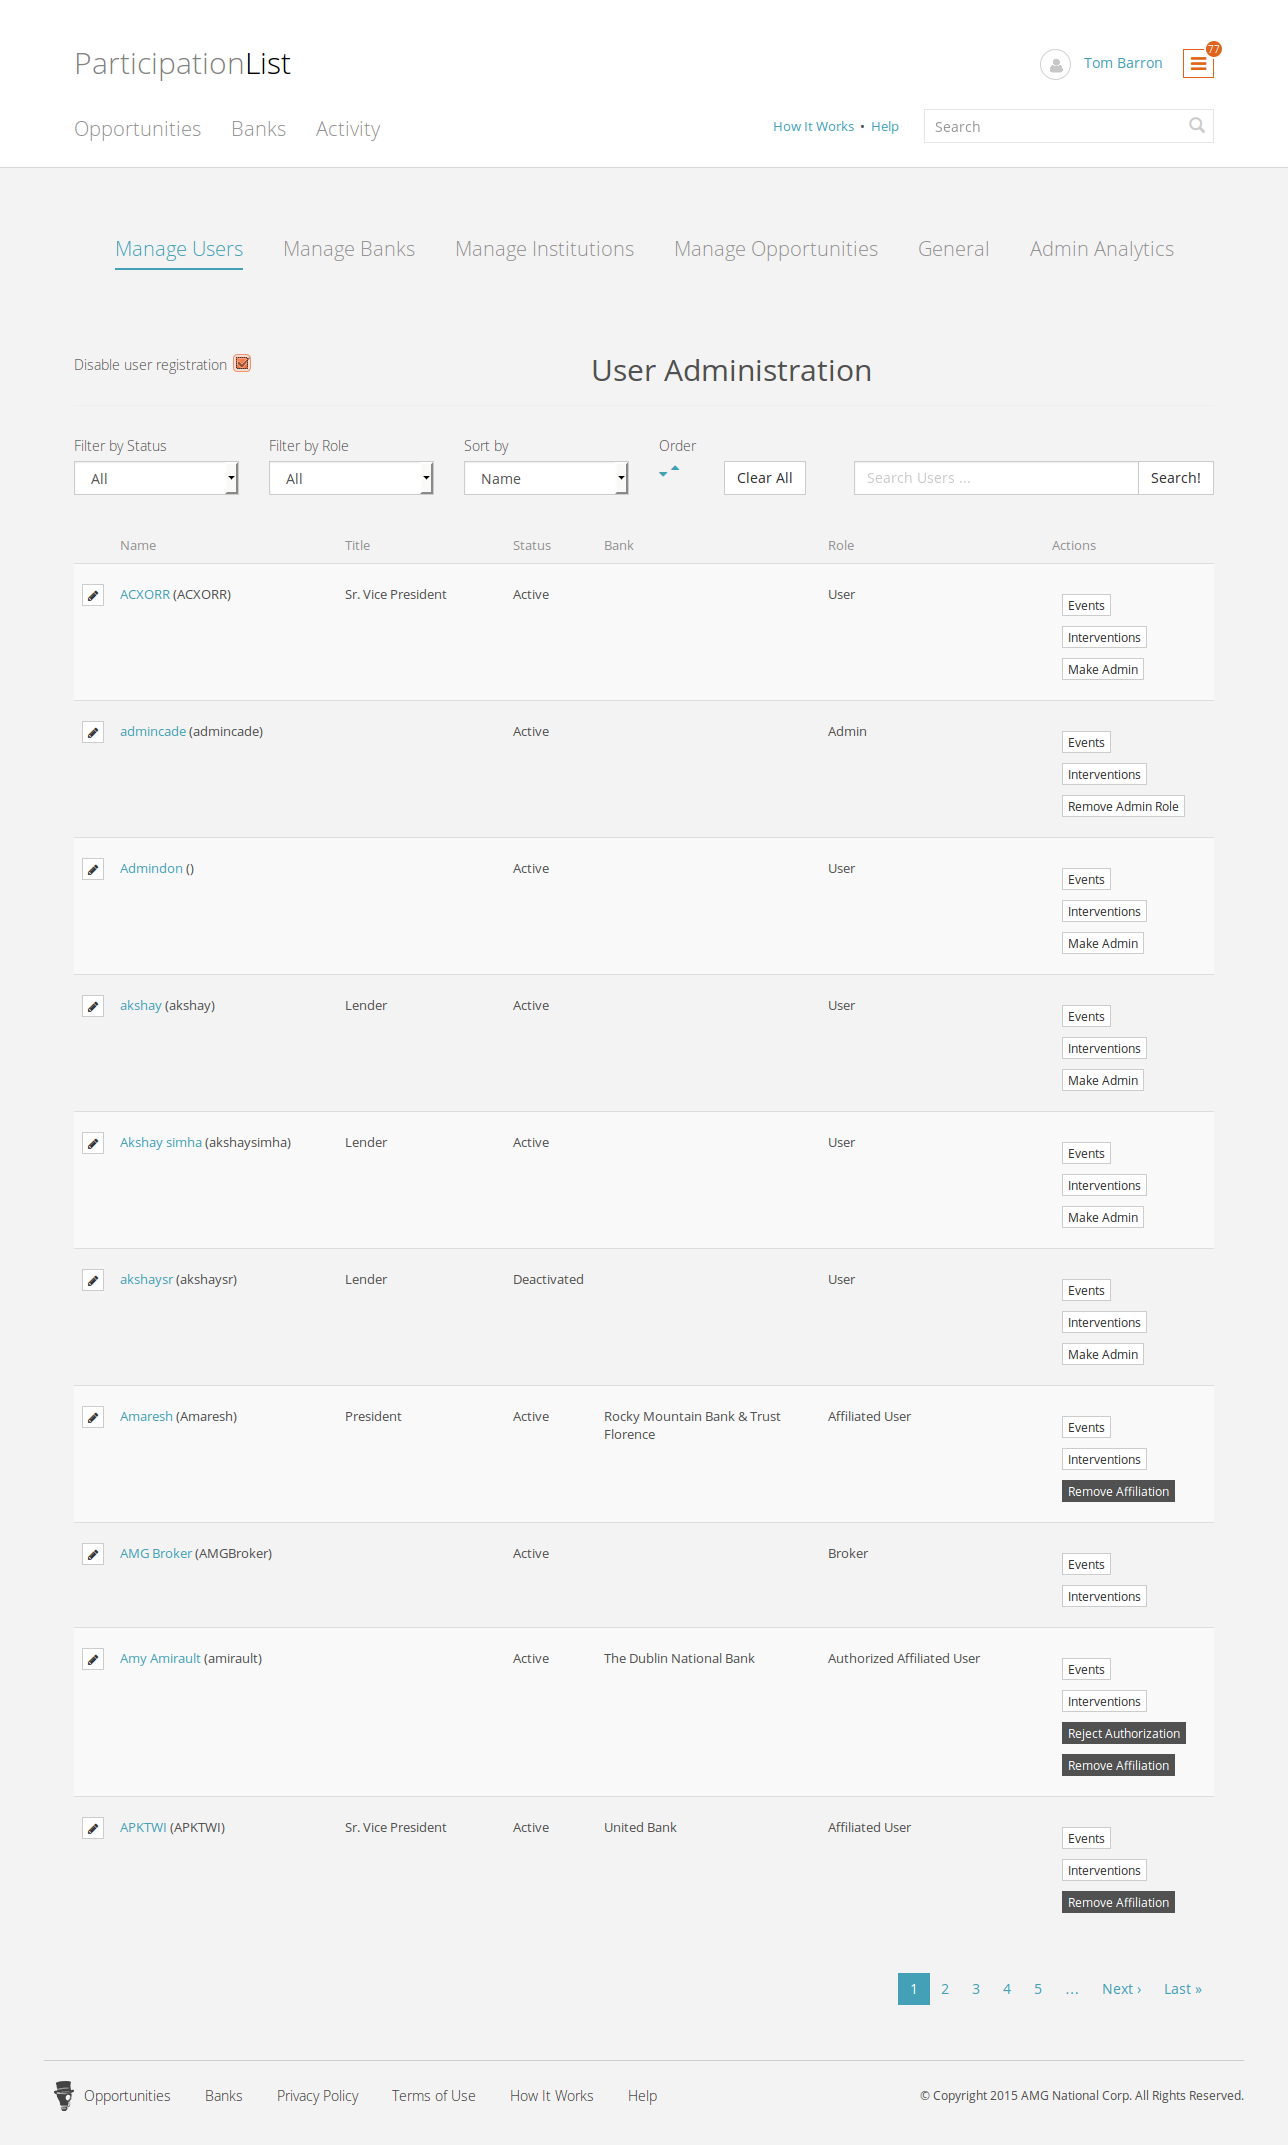 ParticipationList
Tom Barron
77
Opportunities Banks Activity
How It Works • Help
Search
Manage Users Manage Banks Manage Institutions Manage Opportunities General Admin Analytics
Disable user registration
User Administration
Filter by Status Filter by Role Sort by Order
All All Name Clear All Search Users ... Search!
Name Title Status Bank Role Actions
ACXORR (ACXORR) Sr. Vice President Active User
Events
Interventions
Make Admin
admincade (admincade) Active Admin
Events
Interventions
Remove Admin Role
Admindon () Active User
Events
Interventions
Make Admin
akshay (akshay) Lender Active User
Events
Interventions
Make Admin
Akshay simha (akshaysimha) Lender Active User
Events
Interventions
Make Admin
akshaysr (akshaysr) Lender Deactivated User
Events
Interventions
Make Admin
Amaresh (Amaresh) President Active Rocky Mountain Bank & Trust Affiliated User
Florence
Events
Interventions
Remove Affiliation
AMG Broker (AMGBroker) Active Broker
Events
Interventions
Amy Amirault (amirault) Active The Dublin National Bank Authorized Affiliated User
Events
Interventions
Reject Authorization
Remove Affiliation
APKTWI (APKTWI) Sr. Vice President Active United Bank Affiliated User
Events
Interventions
Remove Affiliation
1 2 3 4 5 … Next › Last »
Opportunities Banks Privacy Policy Terms of Use How It Works Help
© Copyright 2015 AMG National Corp. All Rights Reserved.